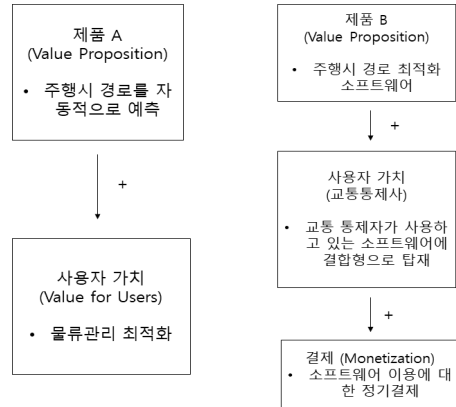 제품 A
(Value Proposition)
• 주행시 경로를 자
동적으로 예측
+
사용자 가치
(Value for Users)
• 물류관리 최적화
제품 B
(Value Proposition)
• 주행시 경로 최적화
소프트웨어
+
사용자 가치
(교통통제사)
• 교통 통제자가 사용하
고 있는 소프트웨어에
결합형으로 탑재
+
결제 (Monetization)
• 소프트웨어 이용에 대
한 정기결제